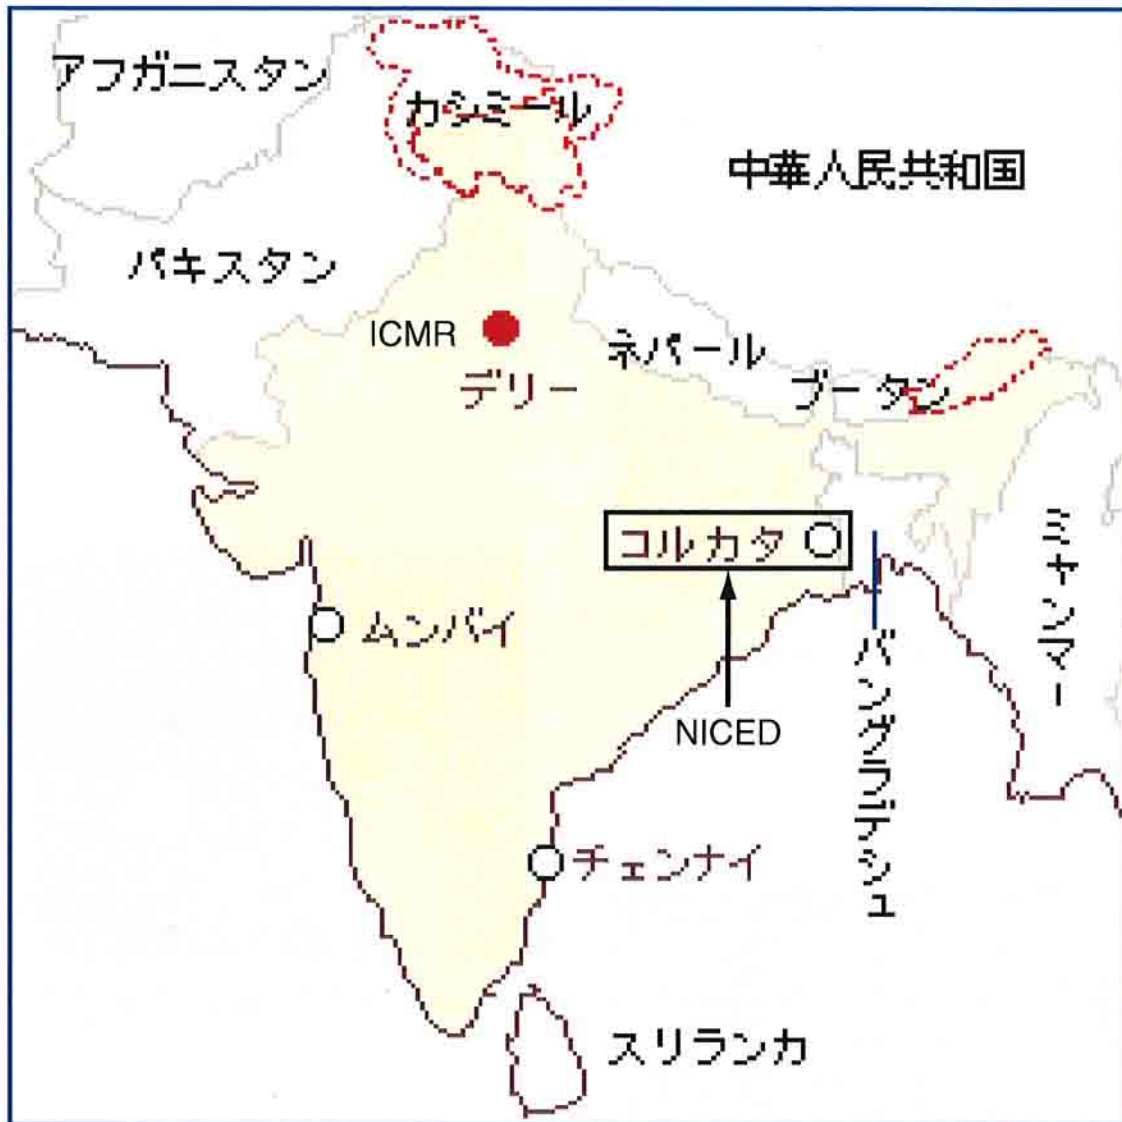 アフガニスタン
カシミール
中華人民共和国
パキスタン
ICMR
デリー
ネパール
ブータン
コルカタ
ミャンマー
ムンバイ
バングラデシュ
NICED
チェンナイ
スリランカ